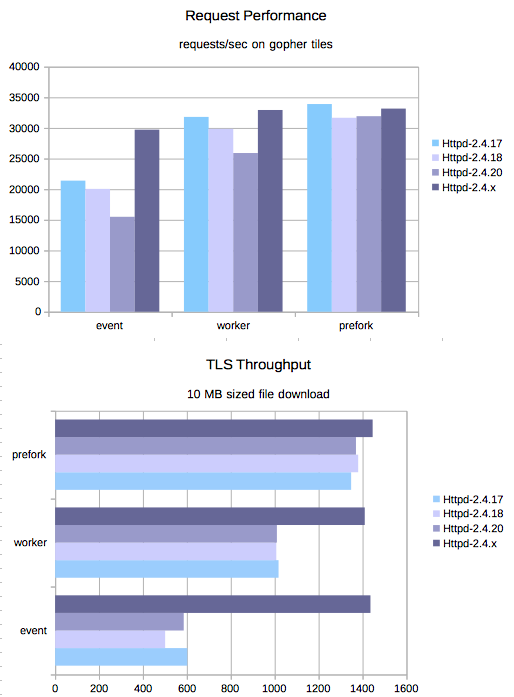 Request Performance
requests/sec on gopher tiles
40000
35000
30000
25000
20000
15000
10000
5000
0
event worker prefork
Httpd-2.4.17
Httpd-2.4.18
Httpd-2.4.20
Httpd-2.4.x
TLS Throughput
10 MB sized file download
prefork
worker
event
0 200 400 600 800 1000 1200 1400 1600
Httpd-2.4.17
Httpd-2.4.18
Httpd-2.4.20
Httpd-2.4.x